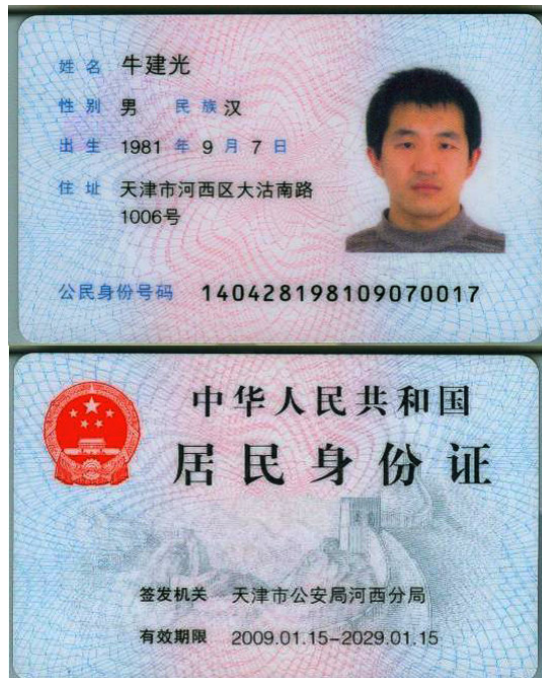 姓名 牛建光
性别 男 民族 汉
出生 1981 年 9 月 7 日
住址 天津市河西区大沽南路
1006号
公民身份号码 140428198109070017
中华人民共和国
居民身份证
签发机关 天津市公安局河西分局
有效期限 2009.01.15-2029.01.15